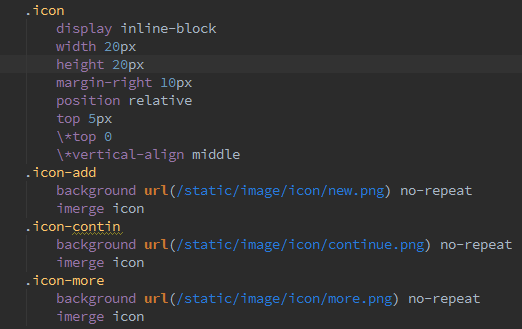 .icon
display inline-block
width 20px
height 20px
margin-right 10px
position relative
top 5px
\*top 0
\*vertical-align middle
.icon-add
background url(/static/image/icon/new.png) no-repeat
imerge icon
.icon-contin
background url(/static/image/icon/continue.png) no-repeat
imerge icon
.icon-more
background url(/static/image/icon/more.png) no-repeat
imerge icon